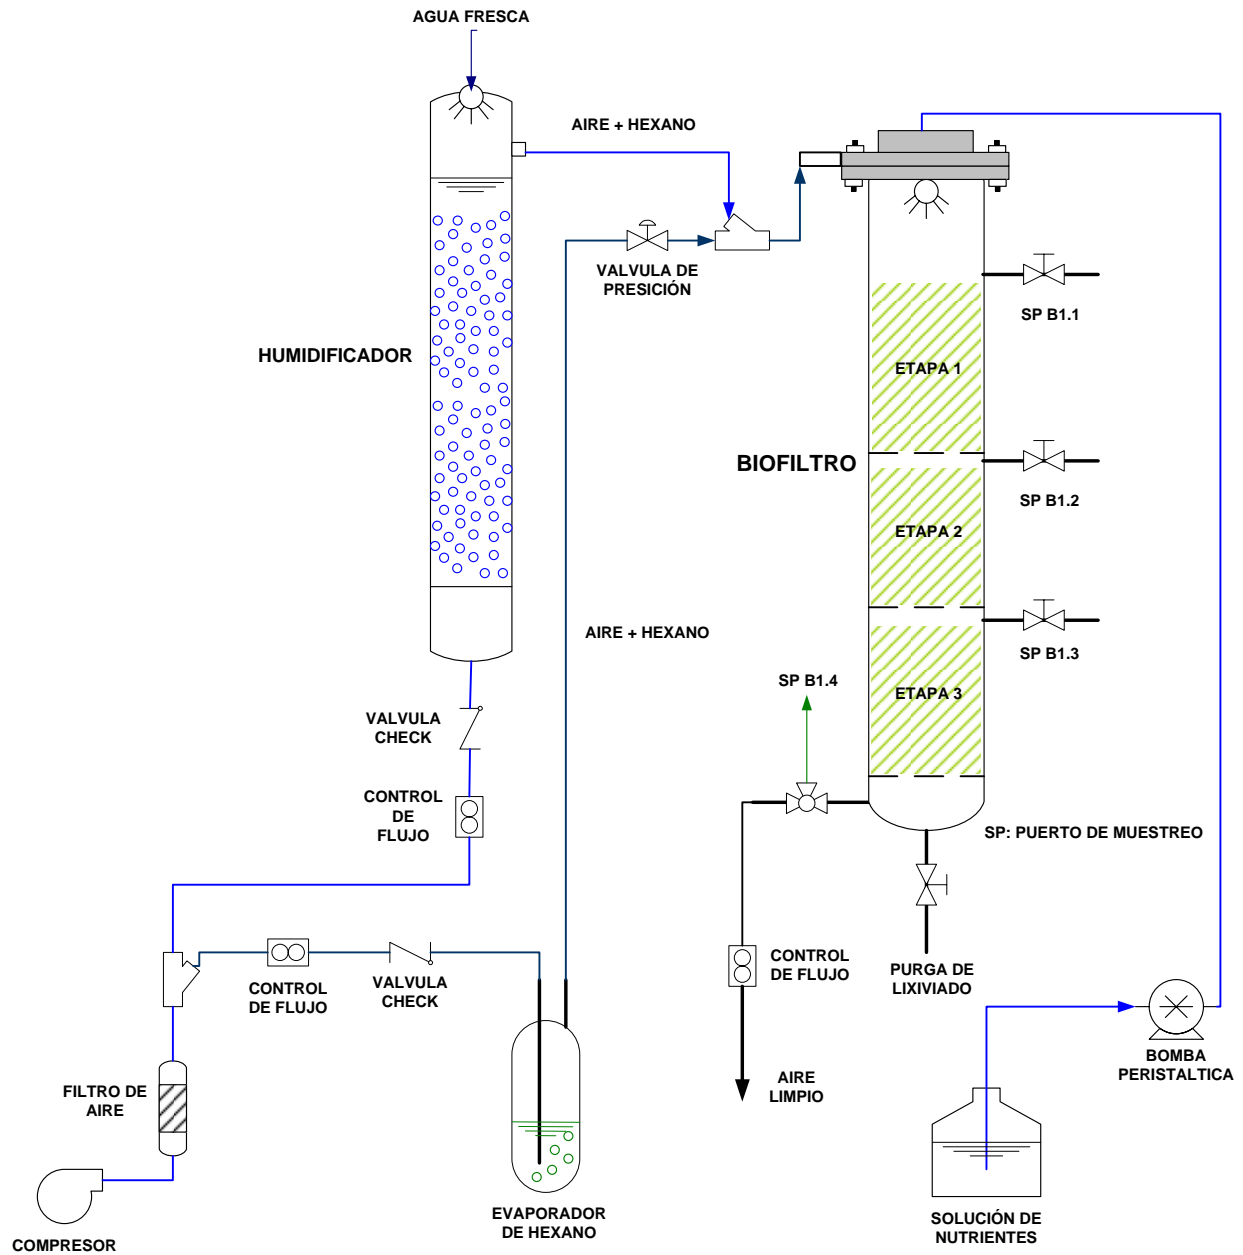 AGUA FRESCA
AIRE + HEXANO
VALVULA DE
PRESICIÓN
SP B1.1
HUMIDIFICADOR
ETAPA 1
BIOFILTRO
SP B1.2
ETAPA 2
AIRE + HEXANO
SP B1.3
SP B1.4
ETAPA 3
VALVULA
CHECK
CONTROL
DE
FLUJO
SP: PUERTO DE MUESTREO
CONTROL
DE FLUJO
VALVULA
CHECK
CONTROL
DE FLUJO
PURGA DE
LIXIVIADO
BOMBA
PERISTALTICA
FILTRO DE
AIRE
AIRE
LIMPIO
EVAPORADOR
DE HEXANO
SOLUCIÓN DE
NUTRIENTES
COMPRESOR